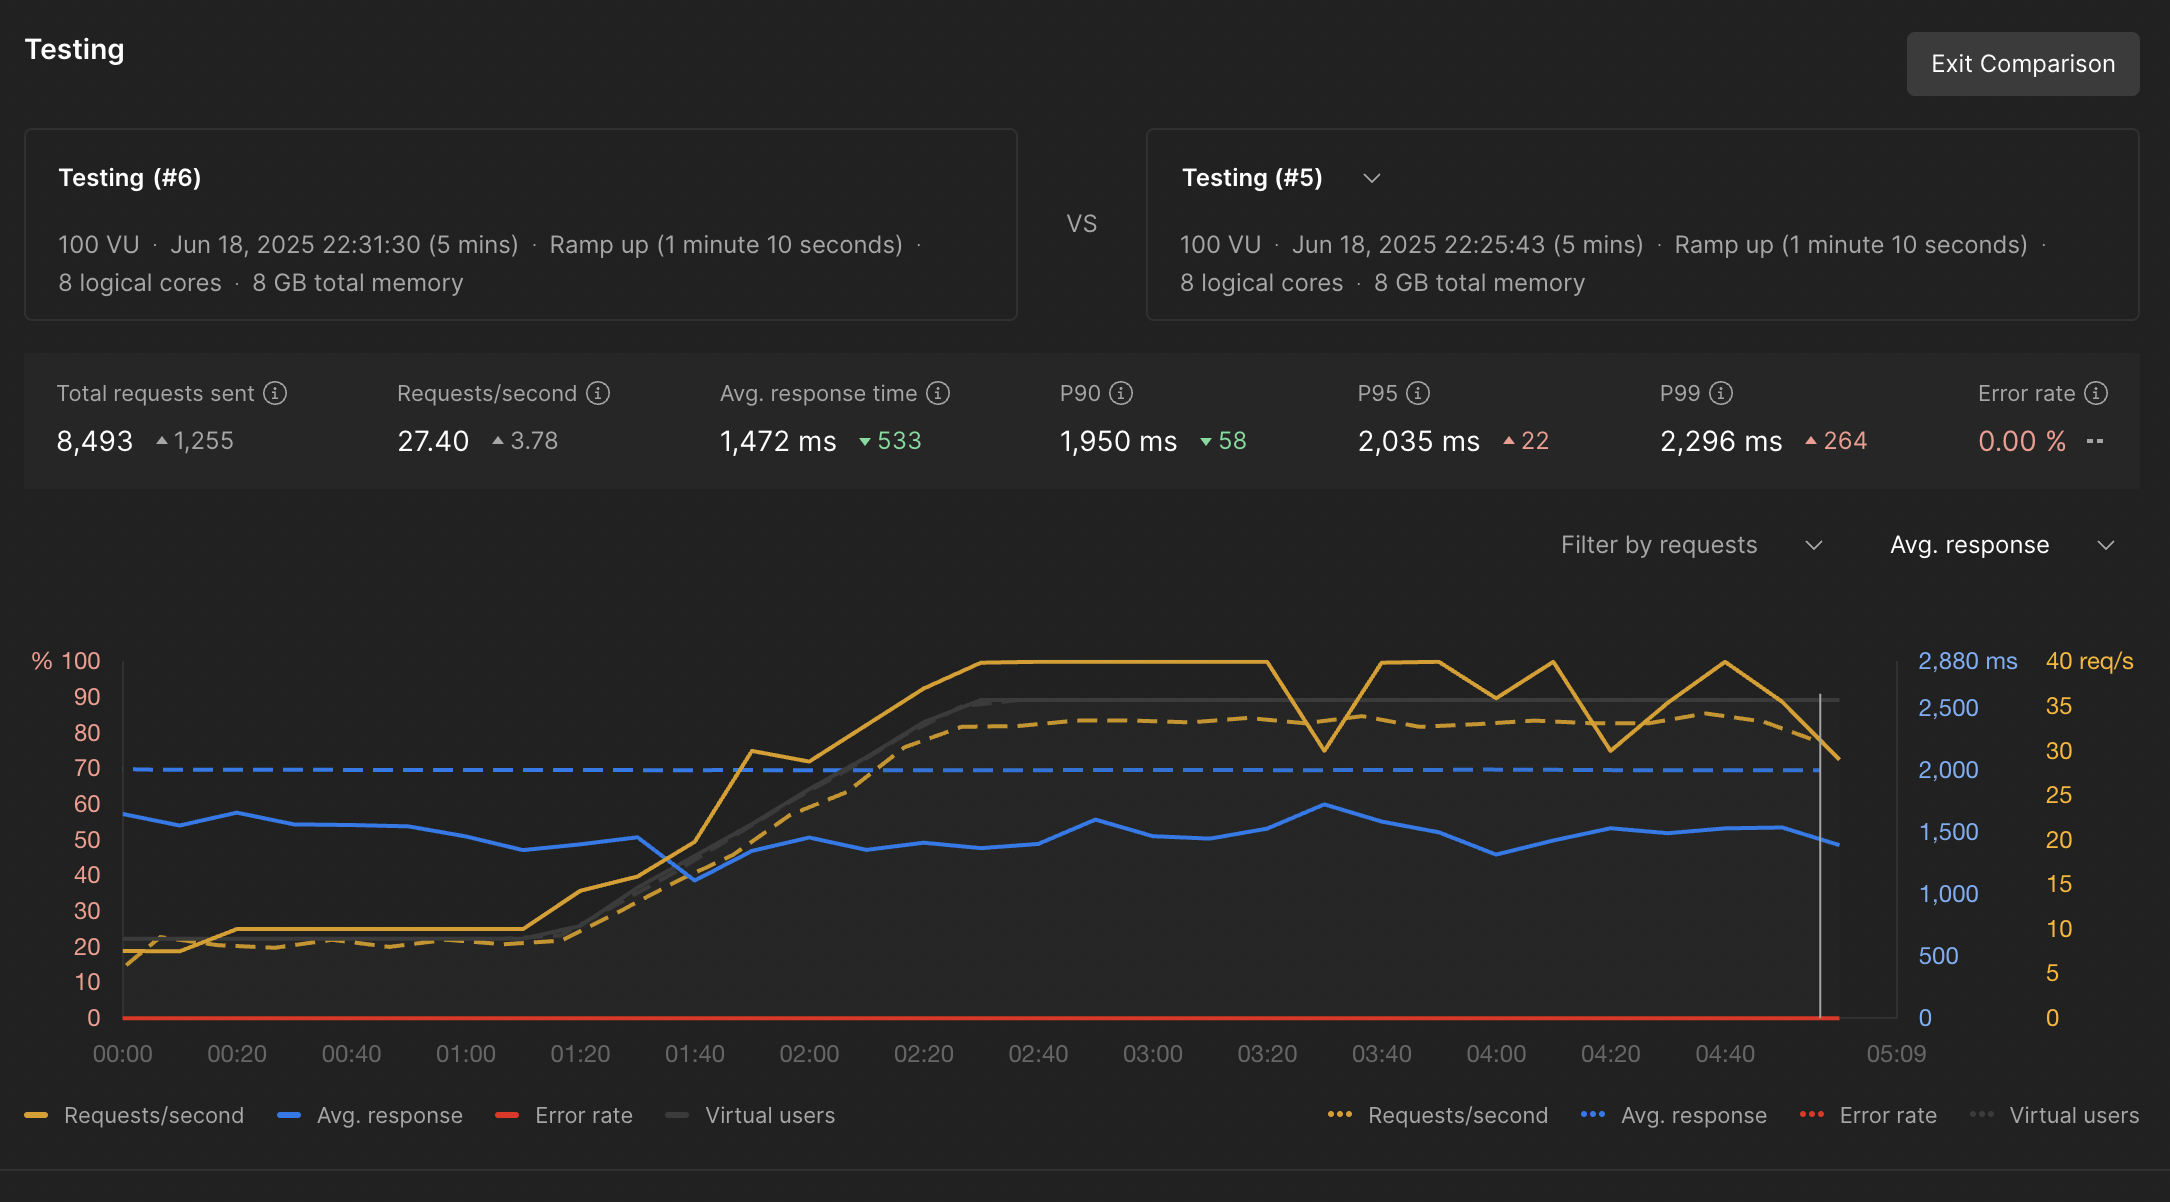 Testing
Exit Comparison
Testing (#6)
100 VU · Jun 18, 2025 22:31:30 (5 mins) · Ramp up (1 minute 10 seconds) ·
8 logical cores · 8 GB total memory
VS
Testing (#5)
100 VU · Jun 18, 2025 22:25:43 (5 mins) · Ramp up (1 minute 10 seconds) ·
8 logical cores · 8 GB total memory
Total requests sent
8,493 ▲ 1,255
Requests/second
27.40 ▲ 3.78
Avg. response time
1,472 ms ▼ 533
P90
1,950 ms ▼ 58
P95
2,035 ms ▲ 22
P99
2,296 ms ▲ 264
Error rate
0.00 % --
Filter by requests
Avg. response
% 100
90
80
70
60
50
40
30
20
10
0
2,880 ms
2,500
2,000
1,500
1,000
500
0
40 req/s
35
30
25
20
15
10
5
0
00:00 00:20 00:40 01:00 01:20 01:40 02:00 02:20 02:40 03:00 03:20 03:40 04:00 04:20 04:40 05:09
Requests/second Avg. response Error rate Virtual users
Requests/second Avg. response Error rate Virtual users